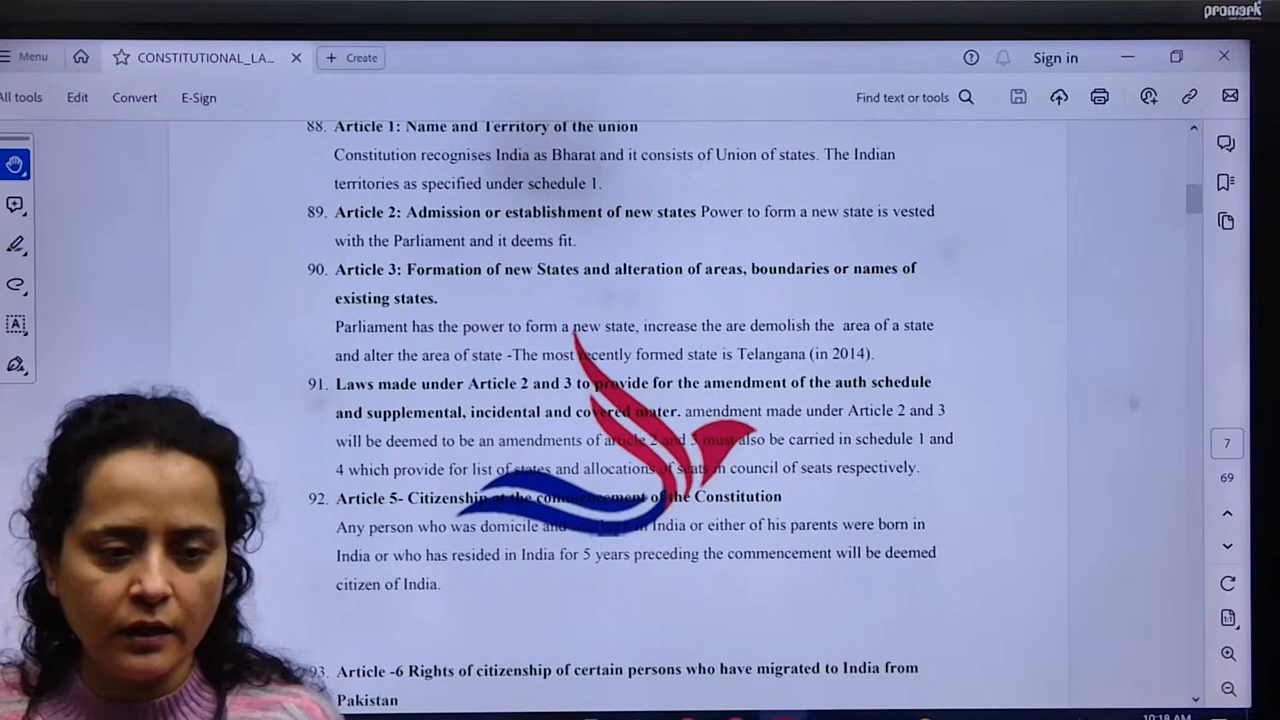 promark
Menu
CONSTITUTIONAL_LA...
Create
Sign in
All tools
Edit
Convert
E-Sign
Find text or tools
88. Article 1: Name and Territory of the union
Constitution recognises India as Bharat and it consists of Union of states. The Indian
territories as specified under schedule 1.
89. Article 2: Admission or establishment of new states Power to form a new state is vested
with the Parliament and it deems fit.
90. Article 3: Formation of new States and alteration of areas, boundaries or names of
existing states.
Parliament has the power to form a new state, increase the are demolish the area of a state
and alter the area of state -The most recently formed state is Telangana (in 2014).
91. Laws made under Article 2 and 3 to provide for the amendment of the auth schedule
and supplemental, incidental and covered mater. amendment made under Article 2 and 3
will be deemed to be an amendments of article 2 and 3 must also be carried in schedule 1 and
4 which provide for list of states and allocations of seats in council of seats respectively.
92. Article 5- Citizenship at the commencement of the Constitution
Any person who was domicile and was born in India or either of his parents were born in
India or who has resided in India for 5 years preceding the commencement will be deemed
citizen of India.
93. Article -6 Rights of citizenship of certain persons who have migrated to India from
Pakistan
7
69
10:18 AM